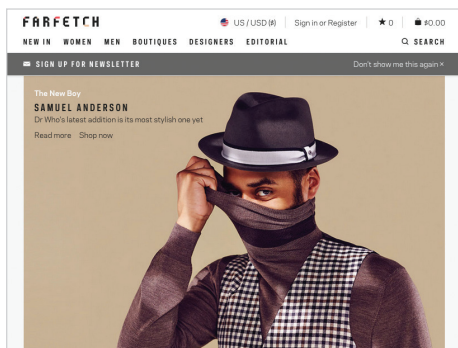 FARFETCH
US / USD ($)
Sign in or Register
★ 0
$0.00
NEW IN WOMEN MEN BOUTIQUES DESIGNERS EDITORIAL
SEARCH
SIGN UP FOR NEWSLETTER
Don't show me this again ×
The New Boy
SAMUEL ANDERSON
Dr Who's latest addition is its most stylish one yet
Read more Shop now